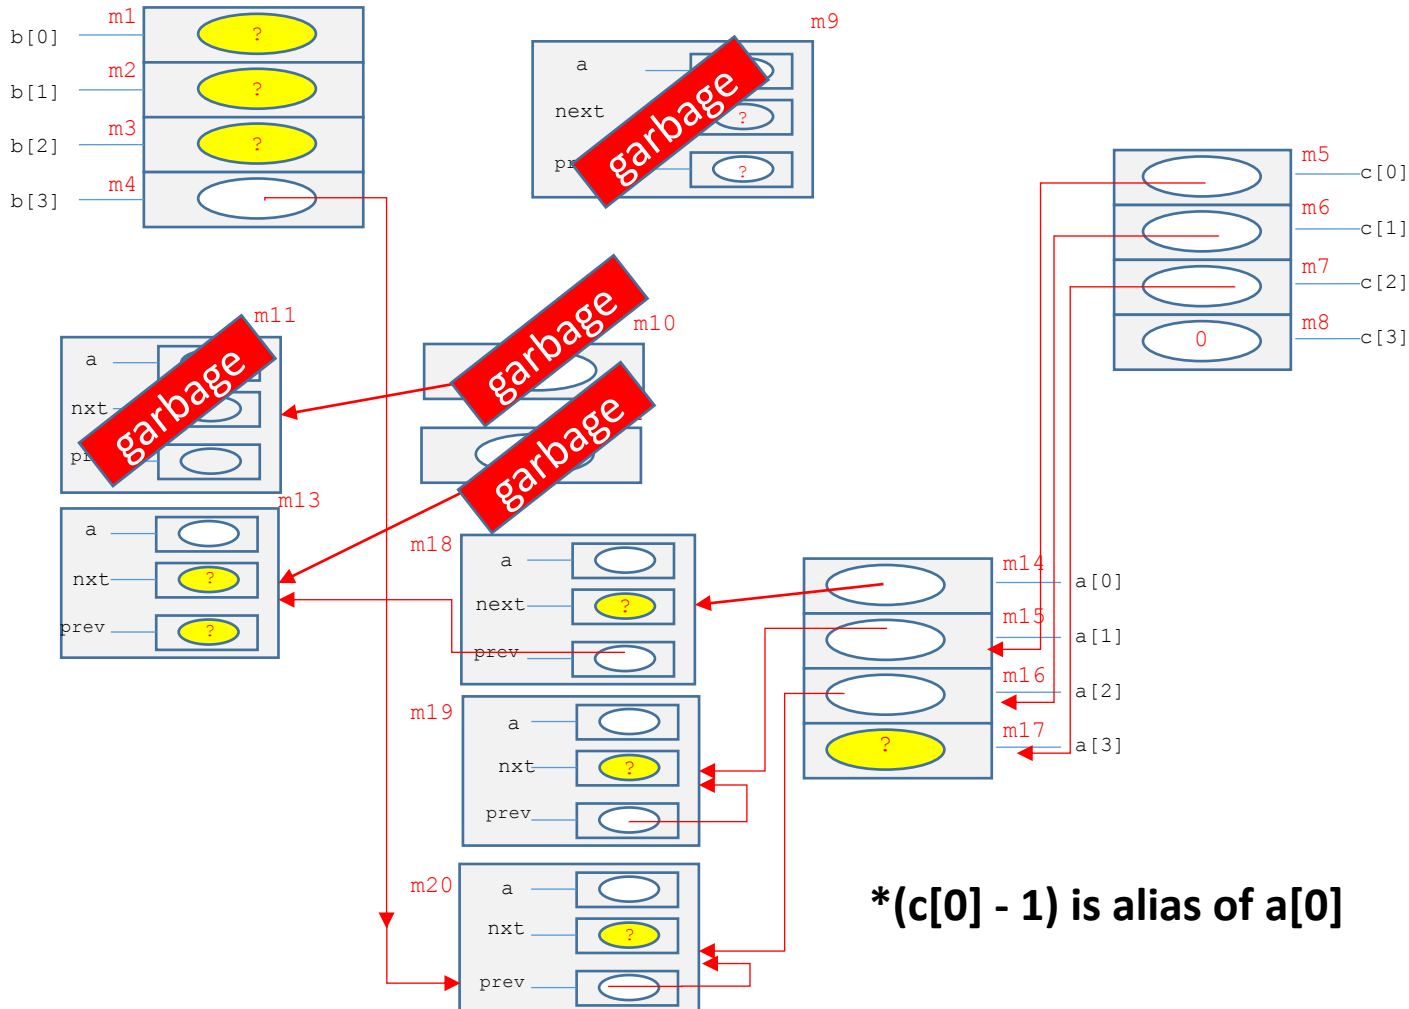 m1
b[0]
?
m2
b[1]
?
m3
b[2]
?
m4
b[3]
m9
a
next
?
?
garbage
m5
c[0]
m6
c[1]
m7
c[2]
m8
c[3]
0
m11
a
nxt
garbage
m10
garbage
garbage
m13
a
nxt
?
prev
?
m18
a
next
?
prev
m14
a[0]
m15
a[1]
m16
a[2]
m17
a[3]
?
m19
a
nxt
?
prev
m20
a
nxt
?
prev
*(c[0] - 1) is alias of a[0]